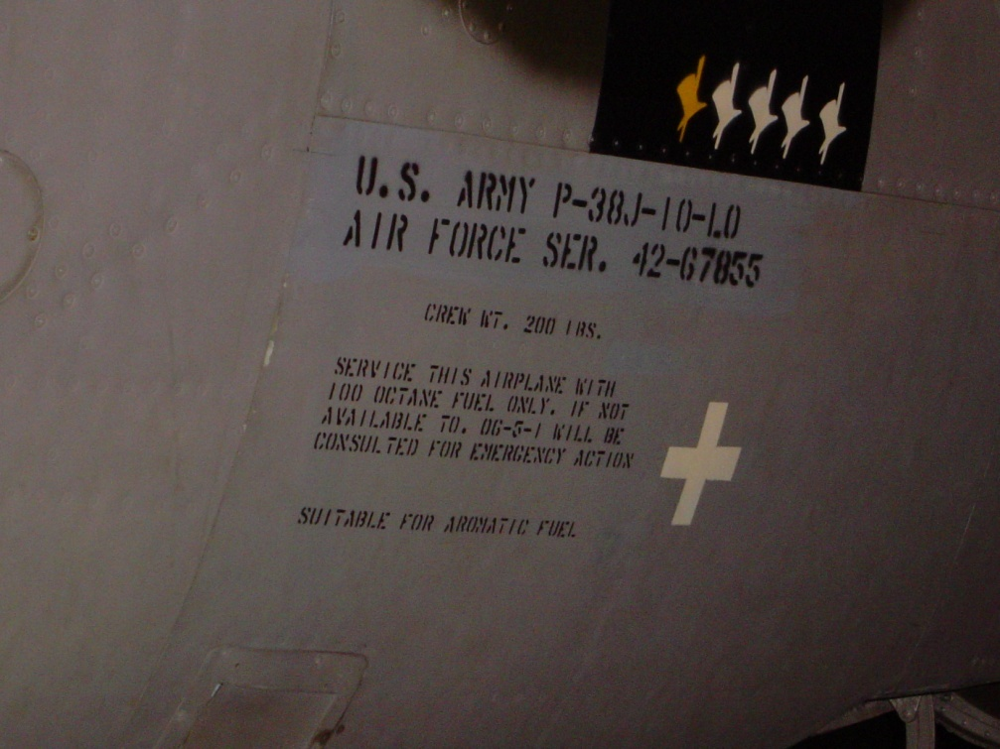 U.S. ARMY P-38J-10-LO
AIR FORCE SER. 42-67855
CREW WT. 200 LBS.
SERVICE THIS AIRPLANE WITH
100 OCTANE FUEL ONLY. IF NOT
AVAILABLE TO. 06-5-1 WILL BE
CONSULTED FOR EMERGENCY ACTION
SUITABLE FOR AROMATIC FUEL